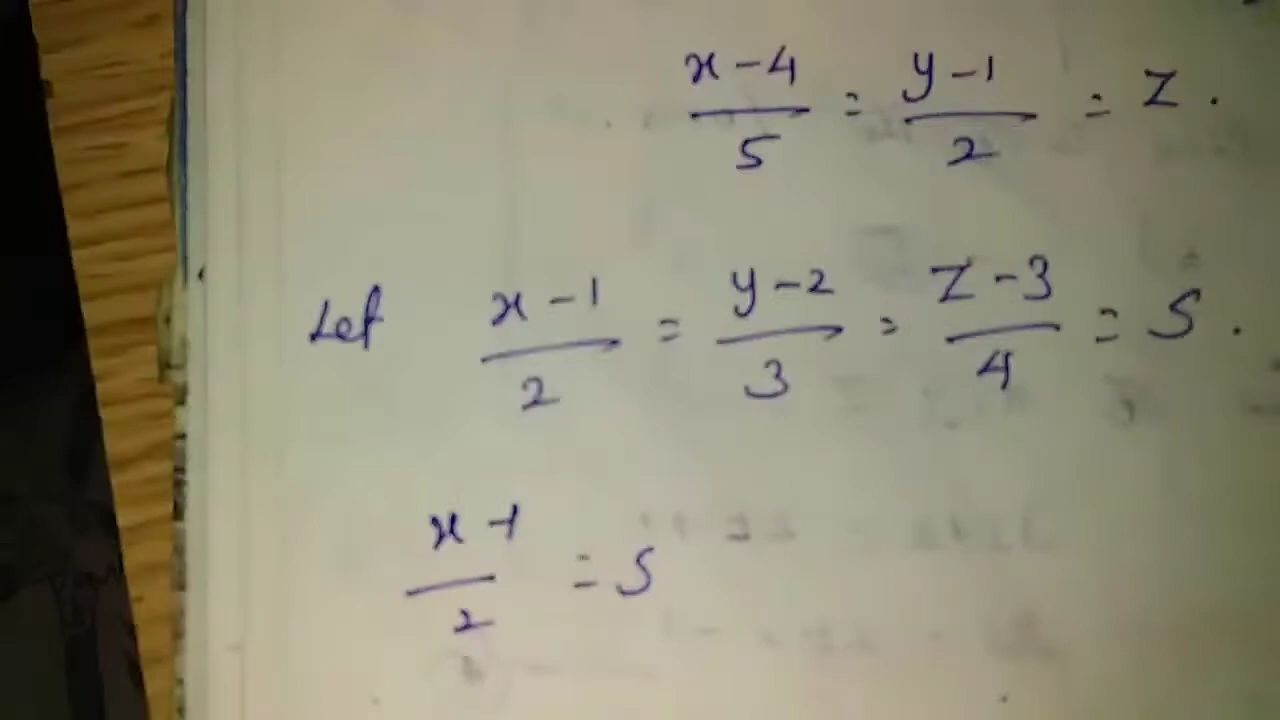 x-4/5 = y-1/2 = z.
Let x-1/2 = y-2/3 = z-3/4 = S.
x-1/2 = S